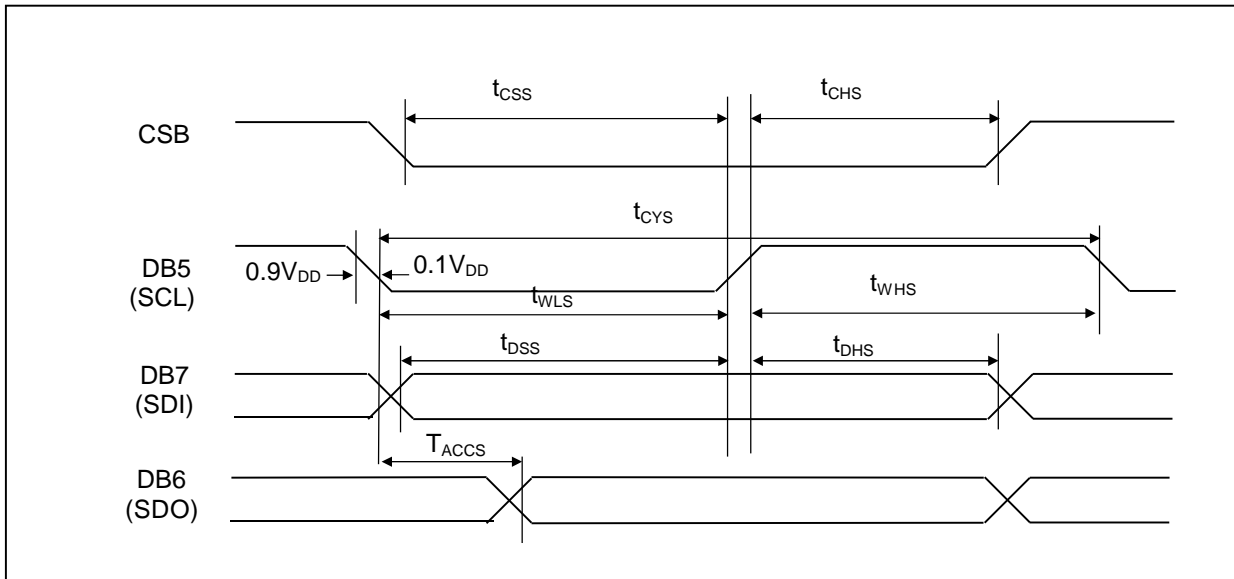 tCSS
tCHS
CSB
tCYS
DB5
(SCL)
0.9VDD
0.1VDD
tWLS
tWHS
tDSS
tDHS
DB7
(SDI)
TACCS
DB6
(SDO)